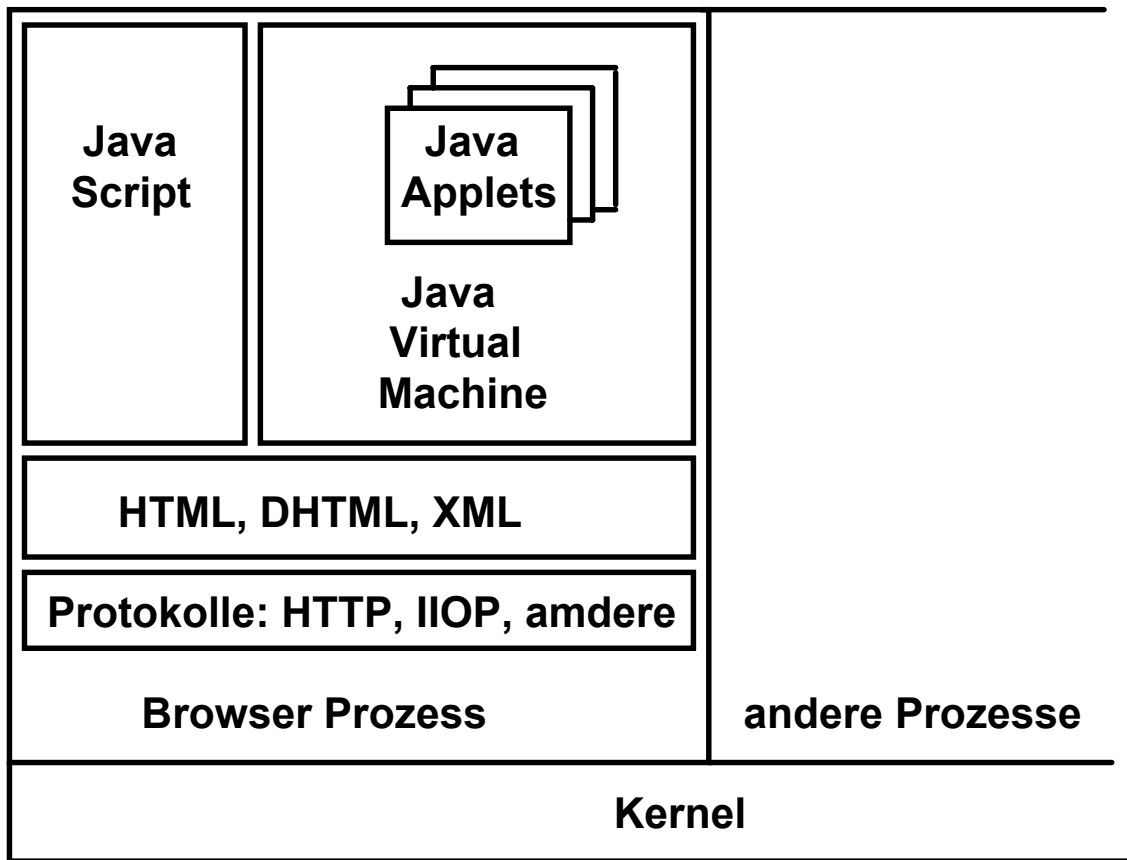 Java
Script
Java
Applets
Java
Virtual
Machine
HTML, DHTML, XML
Protokolle: HTTP, IIOP, amdere
Browser Prozess
andere Prozesse
Kernel